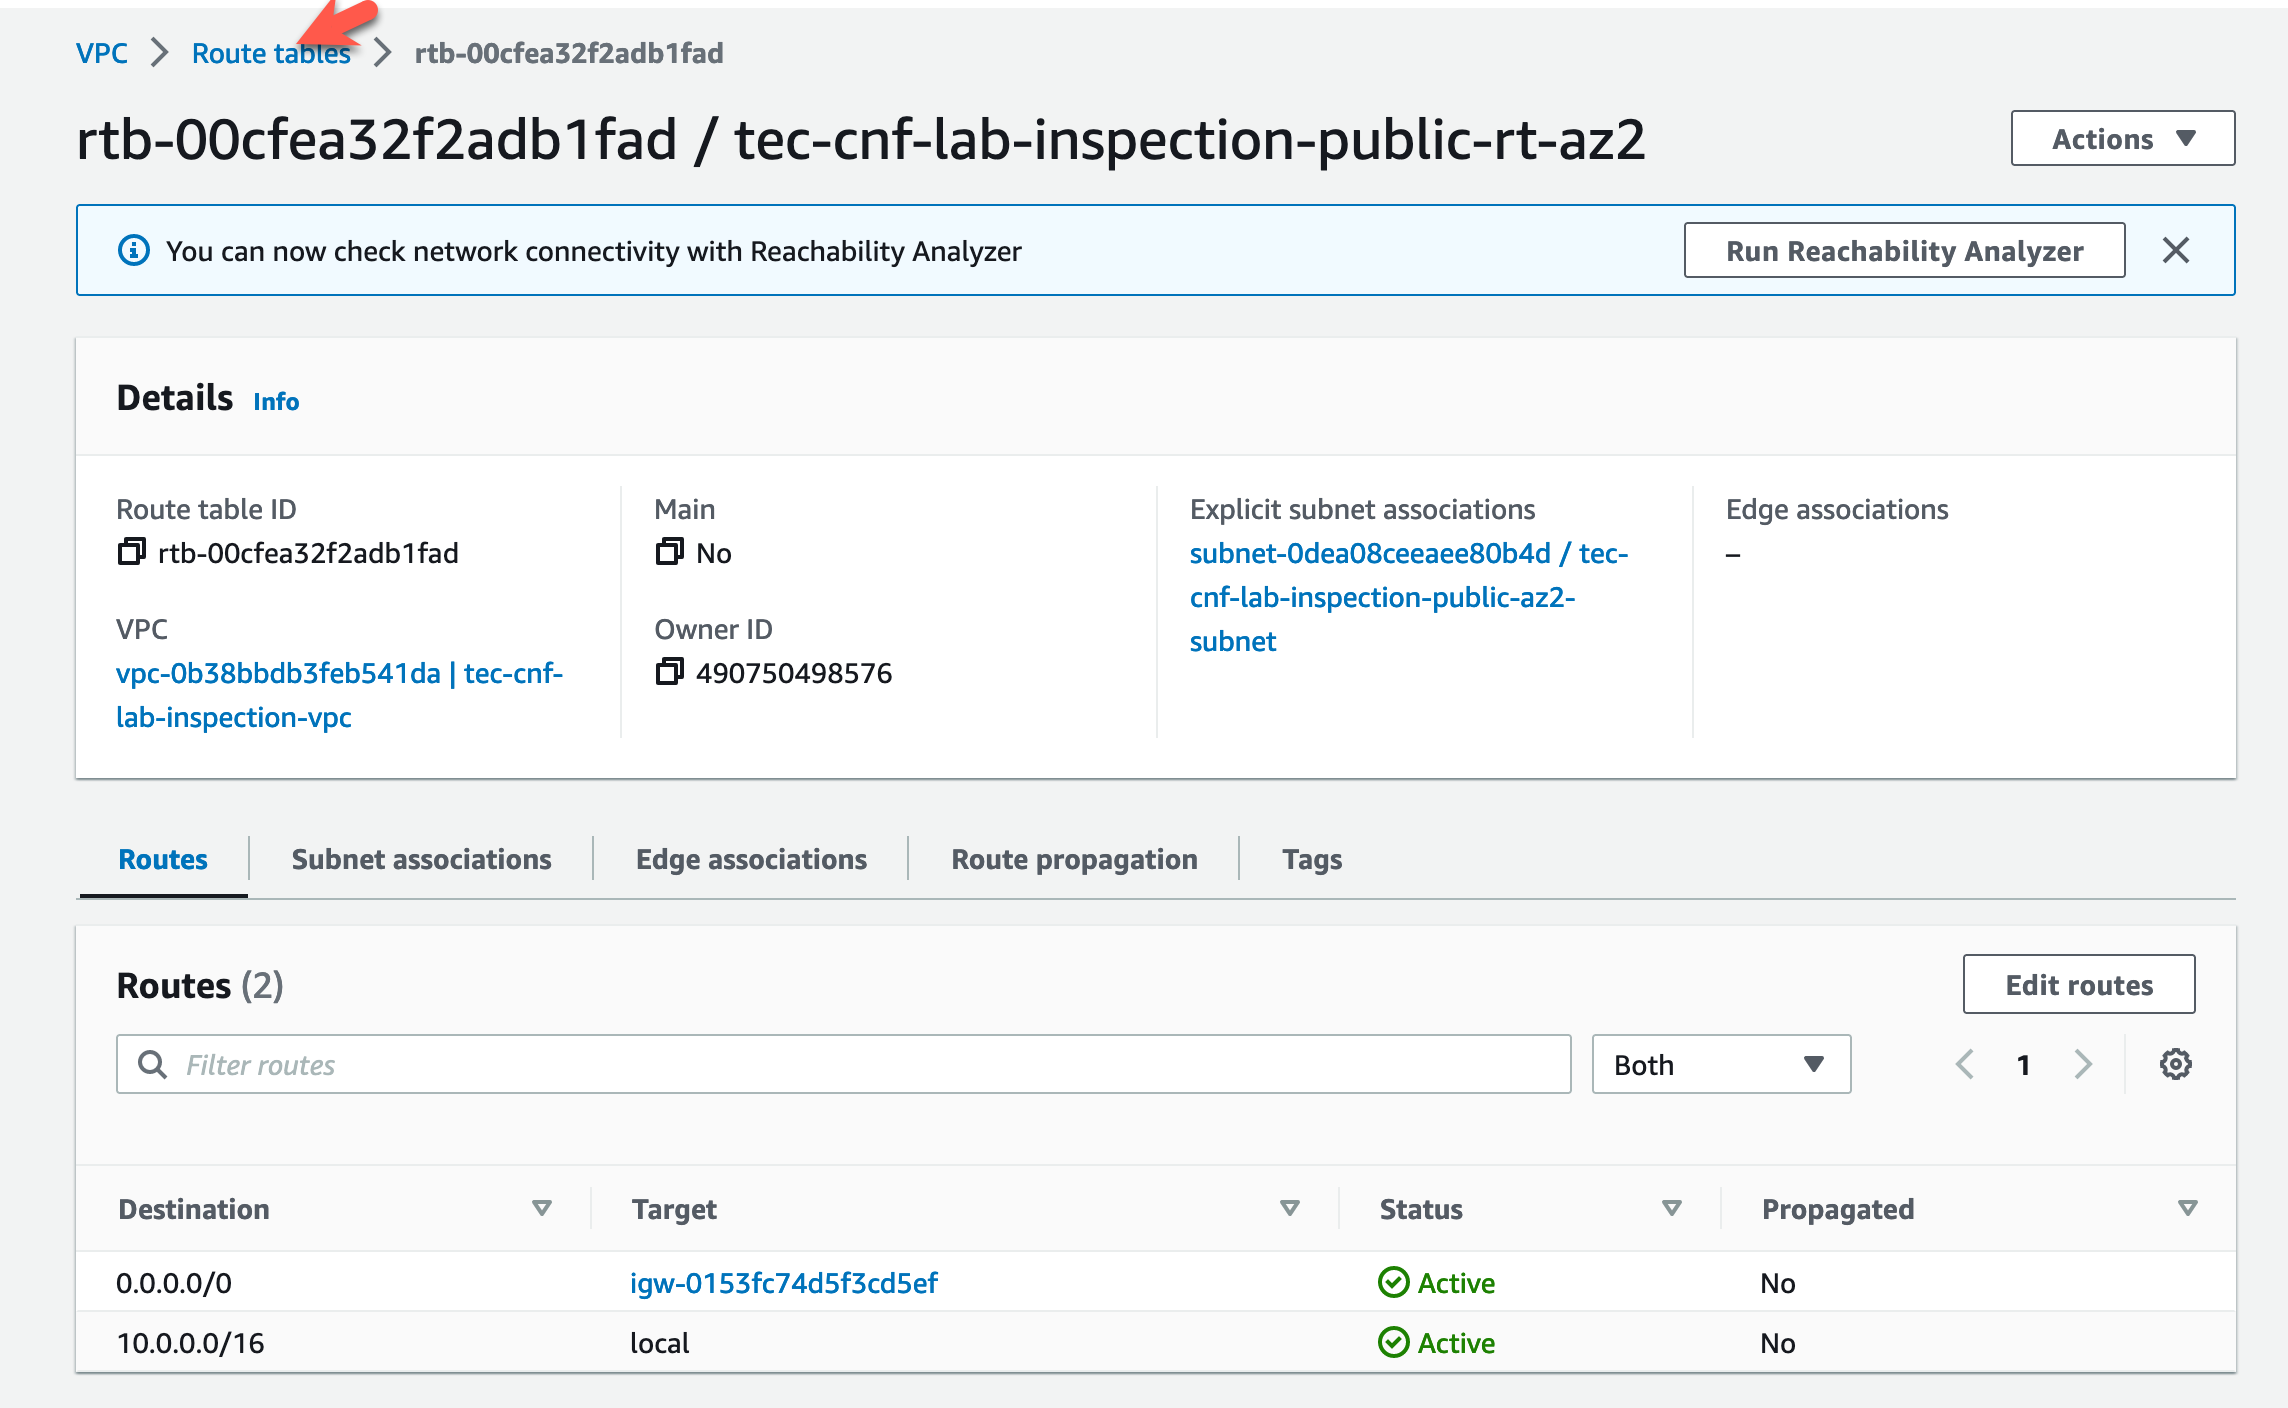 VPC > Route tables > rtb-00cfea32f2adb1fad
rtb-00cfea32f2adb1fad / tec-cnf-lab-inspection-public-rt-az2
Actions
You can now check network connectivity with Reachability Analyzer
Run Reachability Analyzer
Details Info
Route table ID
rtb-00cfea32f2adb1fad
Main
No
Explicit subnet associations
subnet-0dea08ceeaee80b4d / tec-
cnf-lab-inspection-public-az2-
subnet
Edge associations
–
VPC
vpc-0b38bbdb3feb541da | tec-cnf-
lab-inspection-vpc
Owner ID
490750498576
Routes
Subnet associations
Edge associations
Route propagation
Tags
Routes (2)
Edit routes
Filter routes
Both
1
Destination Target Status Propagated
0.0.0.0/0 igw-0153fc74d5f3cd5ef Active No
10.0.0.0/16 local Active No